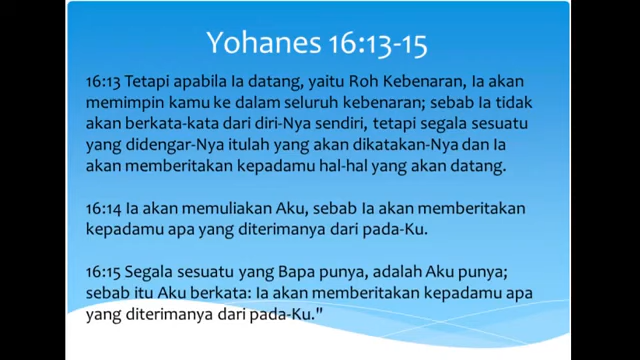 Yohanes 16:13-15
16:13 Tetapi apabila Ia datang, yaitu Roh Kebenaran, Ia akan
memimpin kamu ke dalam seluruh kebenaran; sebab Ia tidak
akan berkata-kata dari diri-Nya sendiri, tetapi segala sesuatu
yang didengar-Nya itulah yang akan dikatakan-Nya dan Ia
akan memberitakan kepadamu hal-hal yang akan datang.
16:14 Ia akan memuliakan Aku, sebab Ia akan memberitakan
kepadamu apa yang diterimanya dari pada-Ku.
16:15 Segala sesuatu yang Bapa punya, adalah Aku punya;
sebab itu Aku berkata: Ia akan memberitakan kepadamu apa
yang diterimanya dari pada-Ku."